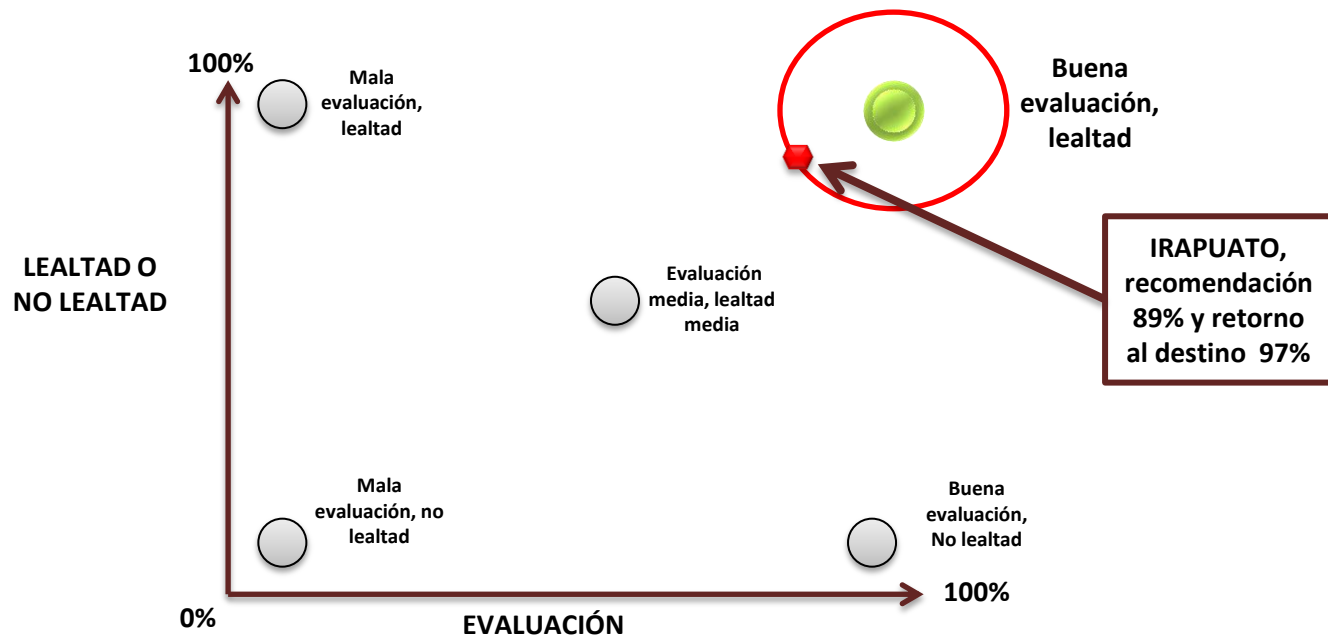 100%
Mala
evaluación,
lealtad
Buena
evaluación,
lealtad
LEALTAD O
NO LEALTAD
Evaluación
media, lealtad
media
IRAPUATO,
recomendación
89% y retorno
al destino 97%
Mala
evaluación, no
lealtad
Buena
evaluación,
No lealtad
0%
EVALUACIÓN
100%